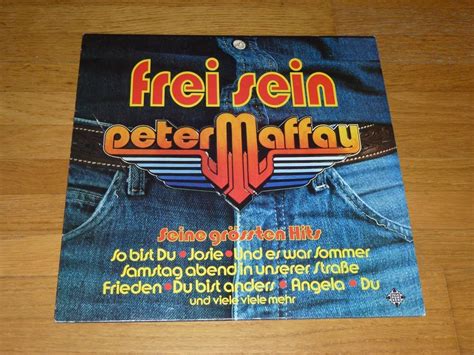 frei sein
peter Maffay
Seine grössten Hits
So bist Du • Josie • Und es war Sommer
Samstag abend in unserer Straße
Frieden • Du bist anders • Angela • Du
und viele viele mehr